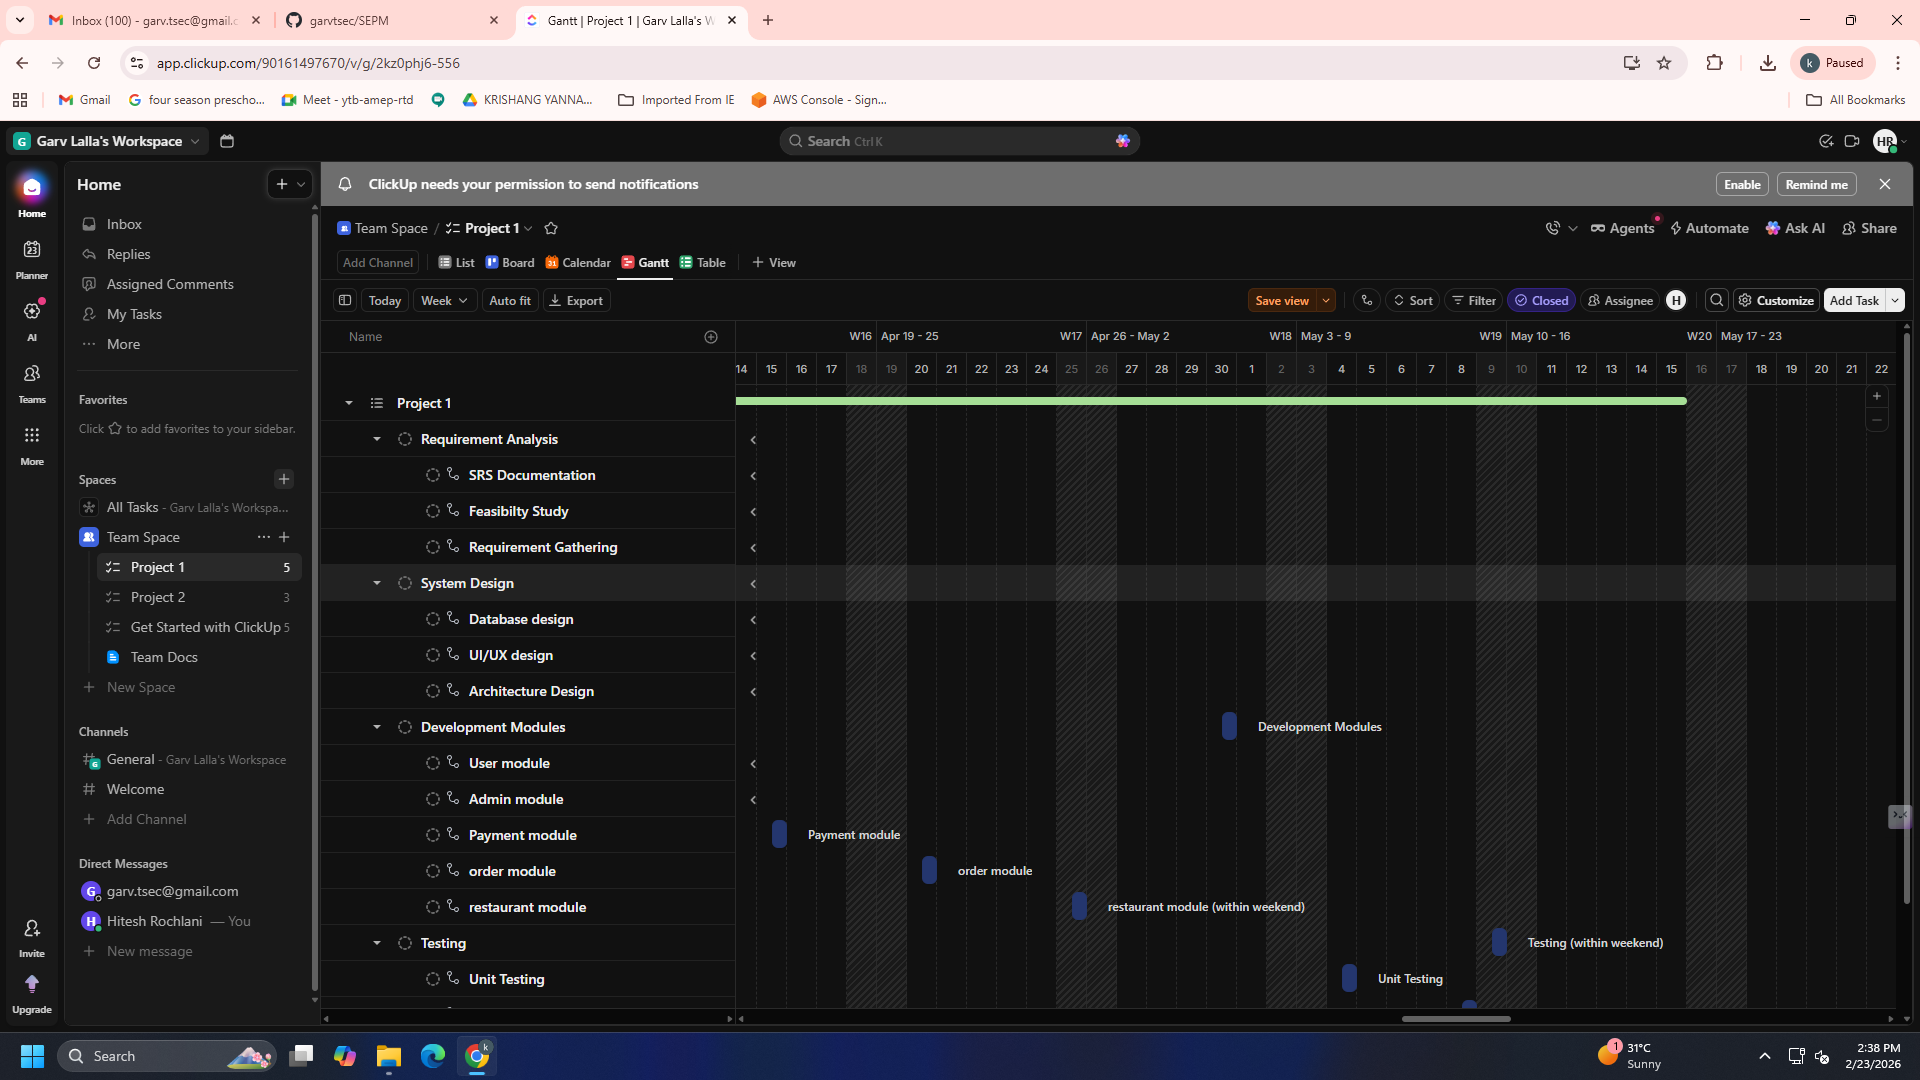 Inbox (100) - garv.tsec@gmail.c
garvtsec/SEPM
Gantt | Project 1 | Garv Lalla's W
app.clickup.com/90161497670/v/g/2kz0phj6-556
k Paused
Gmail
four season prescho...
Meet - ytb-amep-rtd
KRISHANG YANNA...
Imported From IE
AWS Console - Sign...
All Bookmarks
G Garv Lalla's Workspace
Search Ctrl K
HR
Home
Planner
AI
Teams
More
Invite
Upgrade
Home
Inbox
Replies
Assigned Comments
My Tasks
More
Favorites
Click ☆ to add favorites to your sidebar.
Spaces
All Tasks - Garv Lalla's Workspa...
Team Space
Project 1 5
Project 2 3
Get Started with ClickUp 5
Team Docs
New Space
Channels
General - Garv Lalla's Workspace
Welcome
Add Channel
Direct Messages
G garv.tsec@gmail.com
H Hitesh Rochlani — You
New message
ClickUp needs your permission to send notifications
Enable
Remind me
Team Space / Project 1
Agents
Automate
Ask AI
Share
Add Channel
List
Board
Calendar
Gantt
Table
+ View
Today
Week
Auto fit
Export
Save view
Sort
Filter
Closed
Assignee
H
Customize
Add Task
Name
W16 Apr 19 - 25
W17 Apr 26 - May 2
W18 May 3 - 9
W19 May 10 - 16
W20 May 17 - 23
14 15 16 17 18 19 20 21 22 23 24 25 26 27 28 29 30 1 2 3 4 5 6 7 8 9 10 11 12 13 14 15 16 17 18 19 20 21 22
Project 1
Requirement Analysis
SRS Documentation
Feasibilty Study
Requirement Gathering
System Design
Database design
UI/UX design
Architecture Design
Development Modules
Development Modules
User module
Admin module
Payment module
Payment module
order module
order module
restaurant module
restaurant module (within weekend)
Testing
Testing (within weekend)
Unit Testing
Unit Testing
Search
1
31°C
Sunny
2:38 PM
2/23/2026